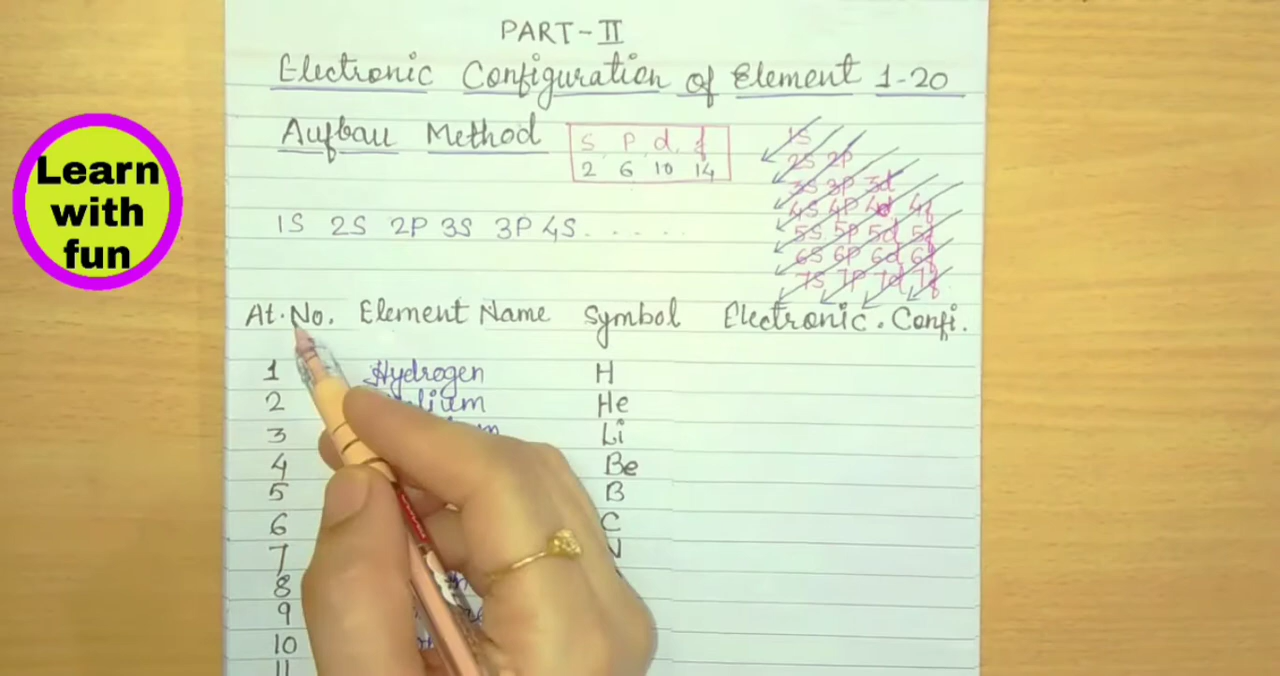 PART-II
Electronic Configuration of Element 1-20
Aufbau Method
S P d f
2 6 10 14
1S
2S 2P
3S 3P 3d
4S 4P 4d 4f
5S 5P 5d 5f
6S 6P 6d 6f
7S 7P 7d 7f
1S 2S 2P 3S 3P 4S.....
Learn
with
fun
At. No. Element Name Symbol Electronic. Confi.
1 Hydrogen H
2 He
3 Li
4 Be
5 B
6 C
7
8
9
10
11